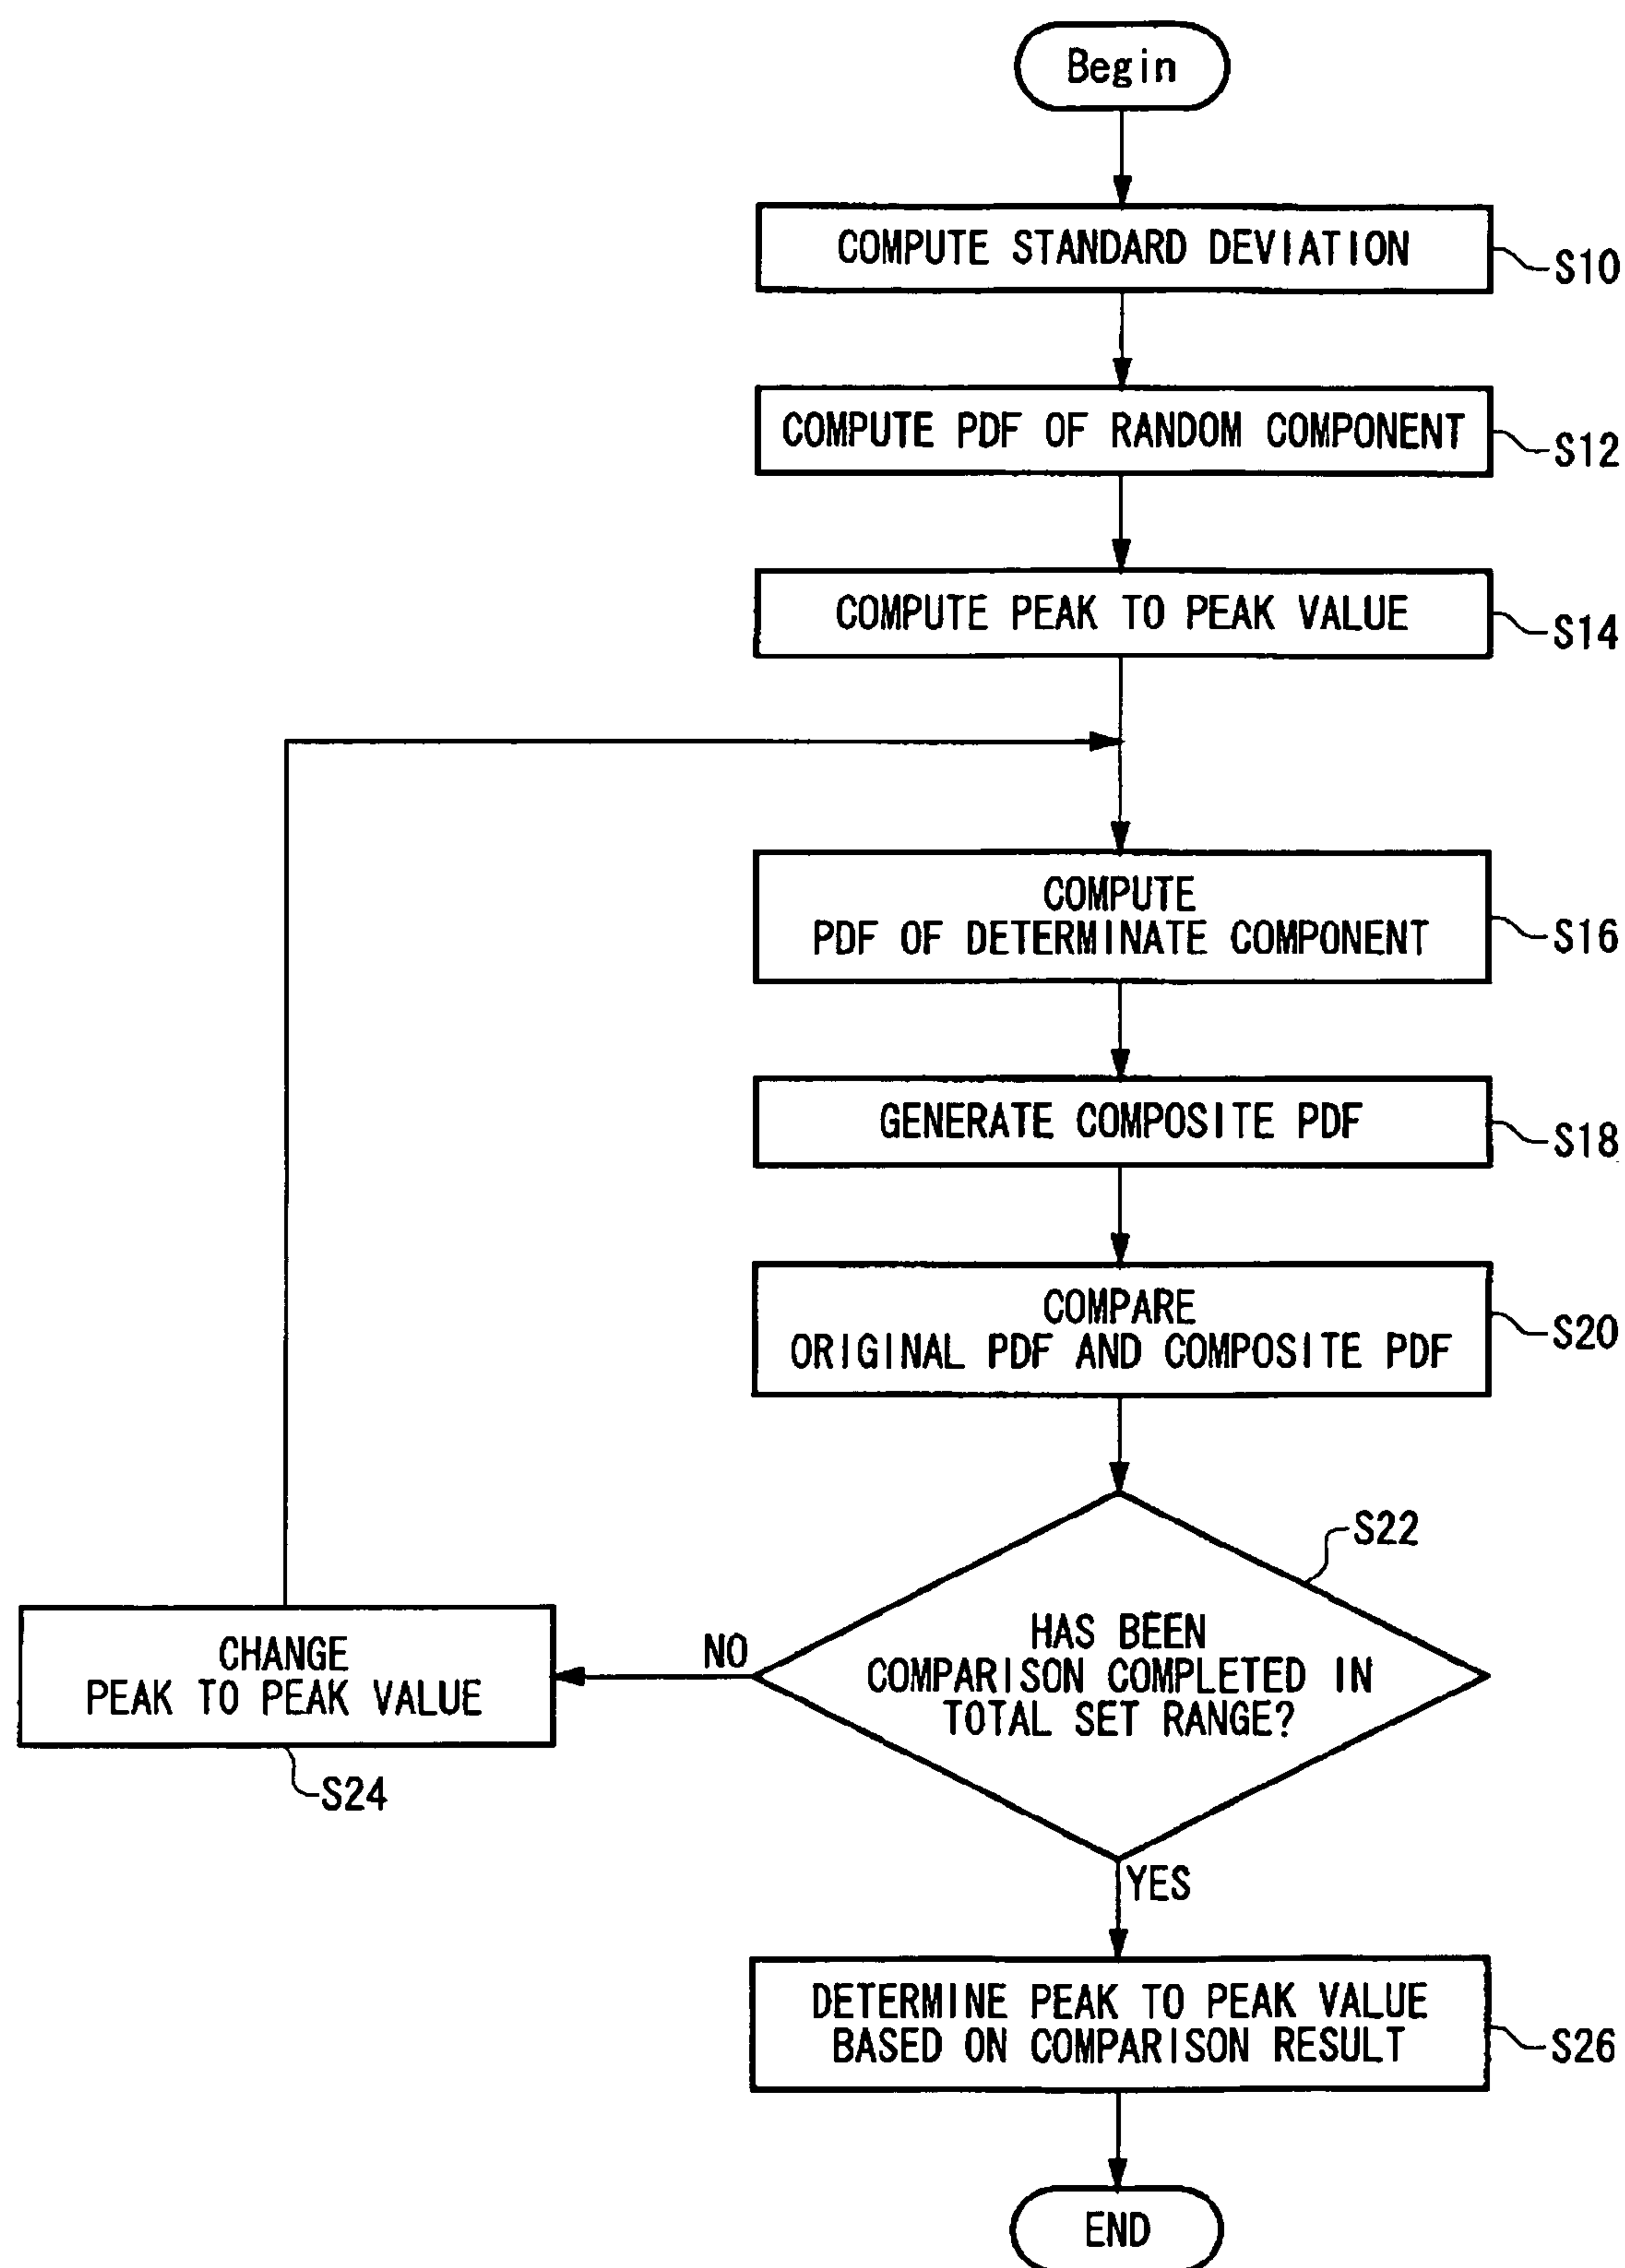 Begin
COMPUTE STANDARD DEVIATION
S10
COMPUTE PDF OF RANDOM COMPONENT
S12
COMPUTE PEAK TO PEAK VALUE
S14
COMPUTE
PDF OF DETERMINATE COMPONENT
S16
GENERATE COMPOSITE PDF
S18
COMPARE
ORIGINAL PDF AND COMPOSITE PDF
S20
S22
HAS BEEN
COMPARISON COMPLETED IN
TOTAL SET RANGE?
NO
CHANGE
PEAK TO PEAK VALUE
S24
YES
DETERMINE PEAK TO PEAK VALUE
BASED ON COMPARISON RESULT
S26
END